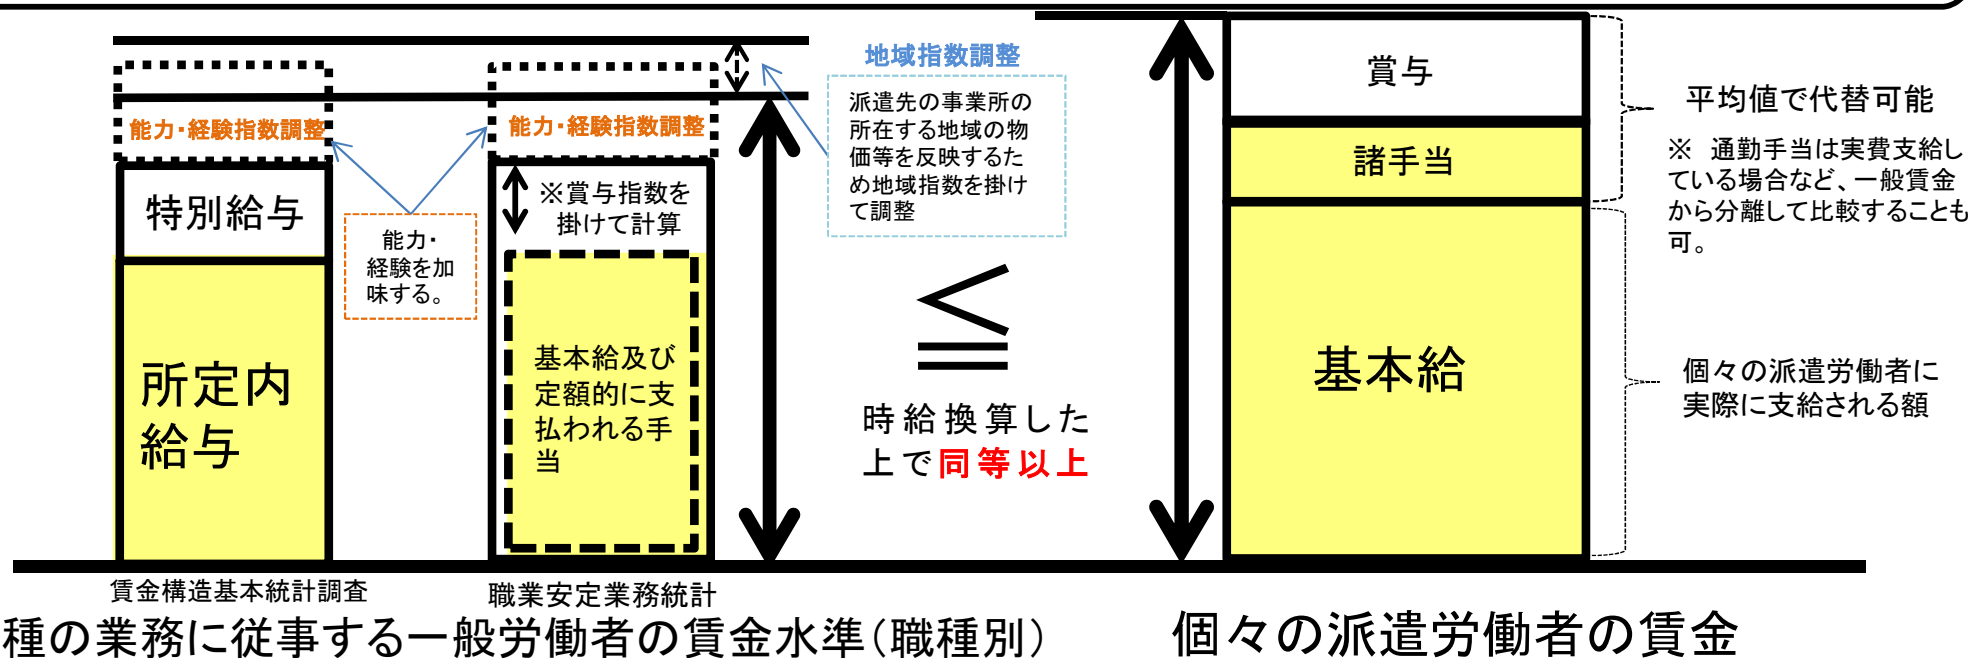 能力・経験指数調整
特別給与
所定内
給与
賃金構造基本統計調査
能力・
経験を加
味する。
能力・経験指数調整
※賞与指数を
掛けて計算
基本給及び
定額的に支
払われる手
当
職業安定業務統計
種の業務に従事する一般労働者の賃金水準（職種別）
地域指数調整
派遣先の事業所の
所在する地域の物
価等を反映するた
め地域指数を掛け
て調整
≦
時給換算した
上で同等以上
賞与
諸手当
基本給
個々の派遣労働者の賃金
平均値で代替可能
※　通勤手当は実費支給し
ている場合など、一般賃金
から分離して比較することも
可。
個々の派遣労働者に
実際に支給される額